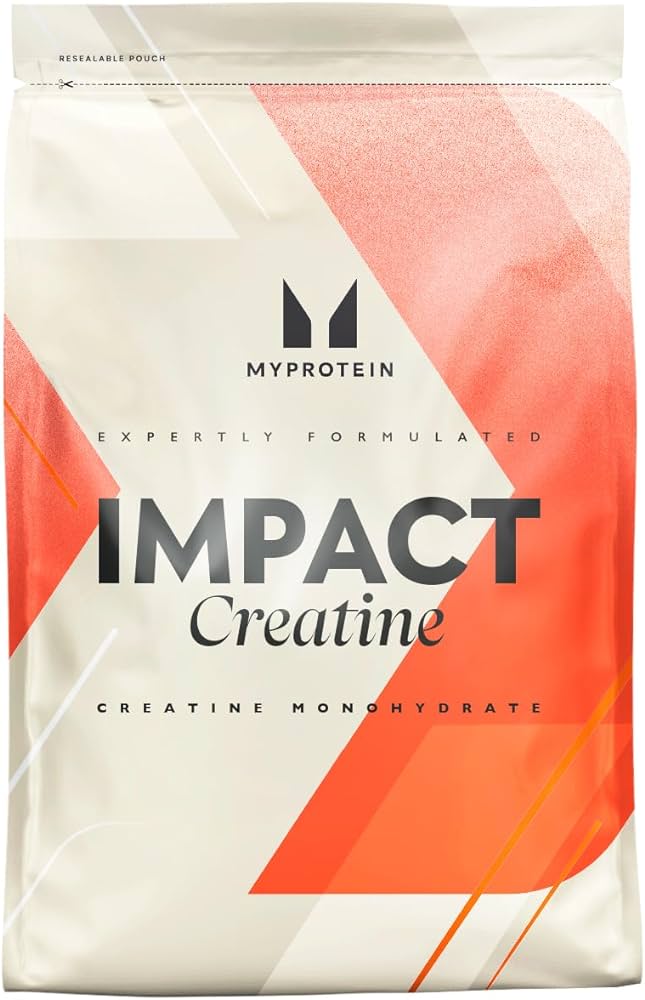 RESEALABLE POUCH
MYPROTEIN
EXPERTLY FORMULATED
IMPACT
Creatine
CREATINE MONOHYDRATE